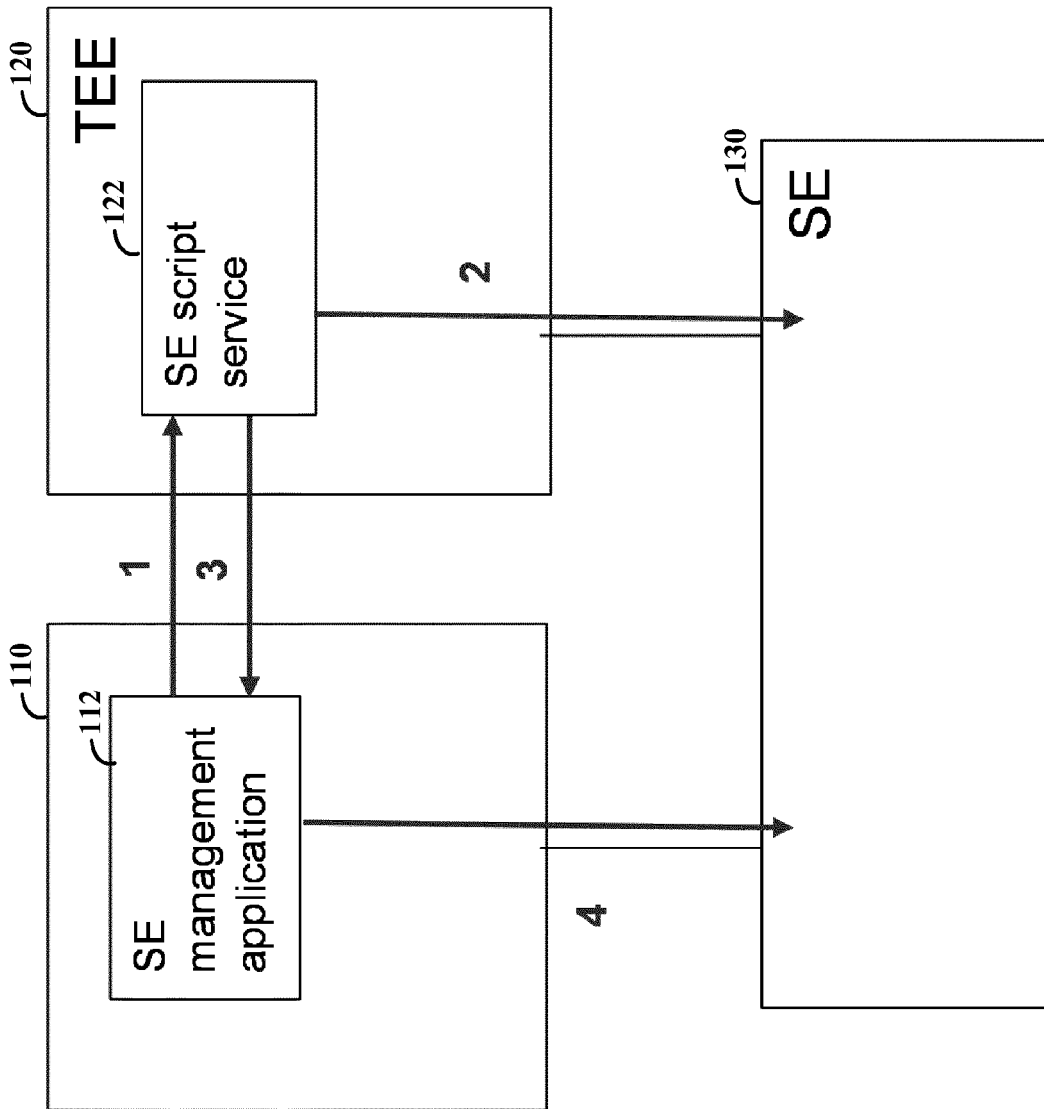 110
112
SE
management
application
1
3
120
TEE
122
SE script
service
2
4
130
SE